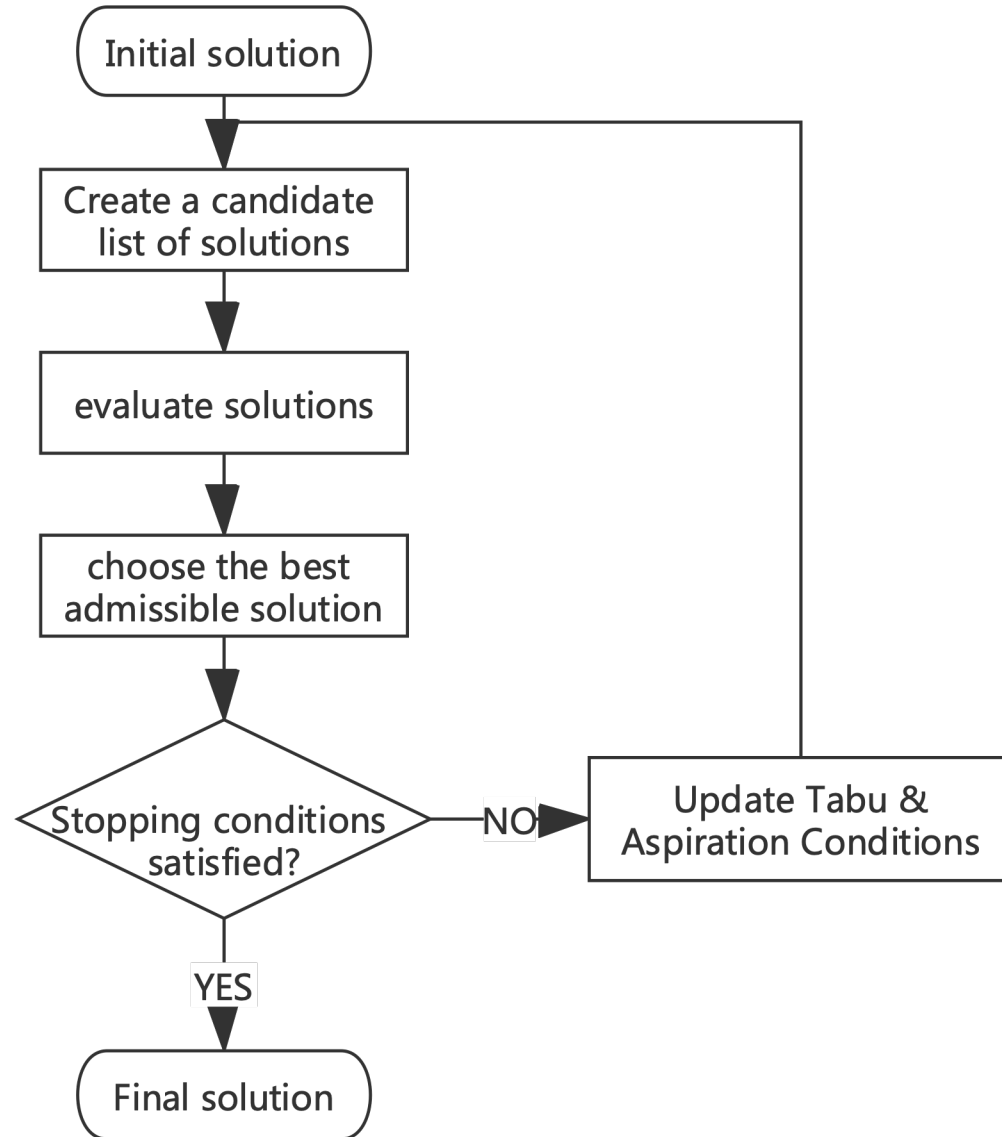 Initial solution
Create a candidate
list of solutions
evaluate solutions
choose the best
admissible solution
Stopping conditions
satisfied?
NO
Update Tabu &
Aspiration Conditions
YES
Final solution